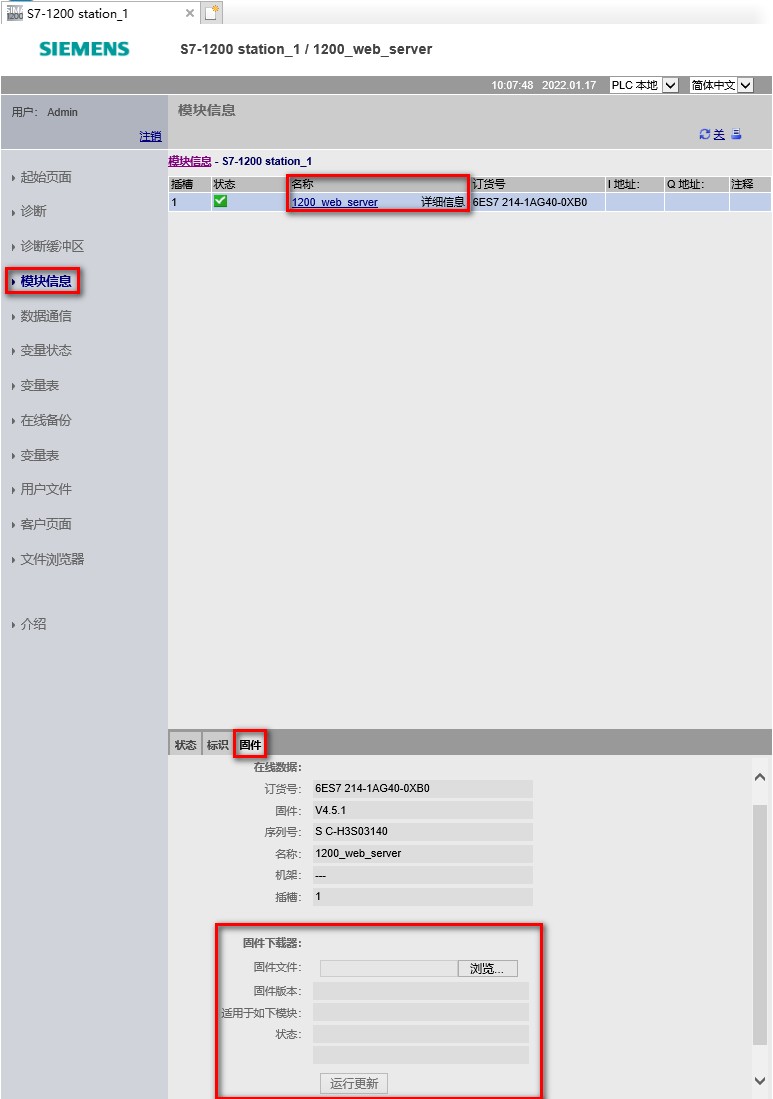 S7-1200 station_1
SIEMENS
S7-1200 station_1 / 1200_web_server
10:07:48 2022.01.17 PLC 本地 简体中文
用户: Admin
注销
模块信息
关
模块信息 - S7-1200 station_1
插槽 状态 名称 订货号 I 地址: Q 地址: 注释
1 1200_web_server 详细信息 6ES7 214-1AG40-0XB0
起始页面
诊断
诊断缓冲区
模块信息
数据通信
变量状态
变量表
在线备份
变量表
用户文件
客户页面
文件浏览器
介绍
状态 标识 固件
在线数据:
订货号: 6ES7 214-1AG40-0XB0
固件: V4.5.1
序列号: S C-H3S03140
名称: 1200_web_server
机架: ---
插槽: 1
固件下载器:
固件文件: 浏览...
固件版本:
适用于如下模块:
状态:
运行更新